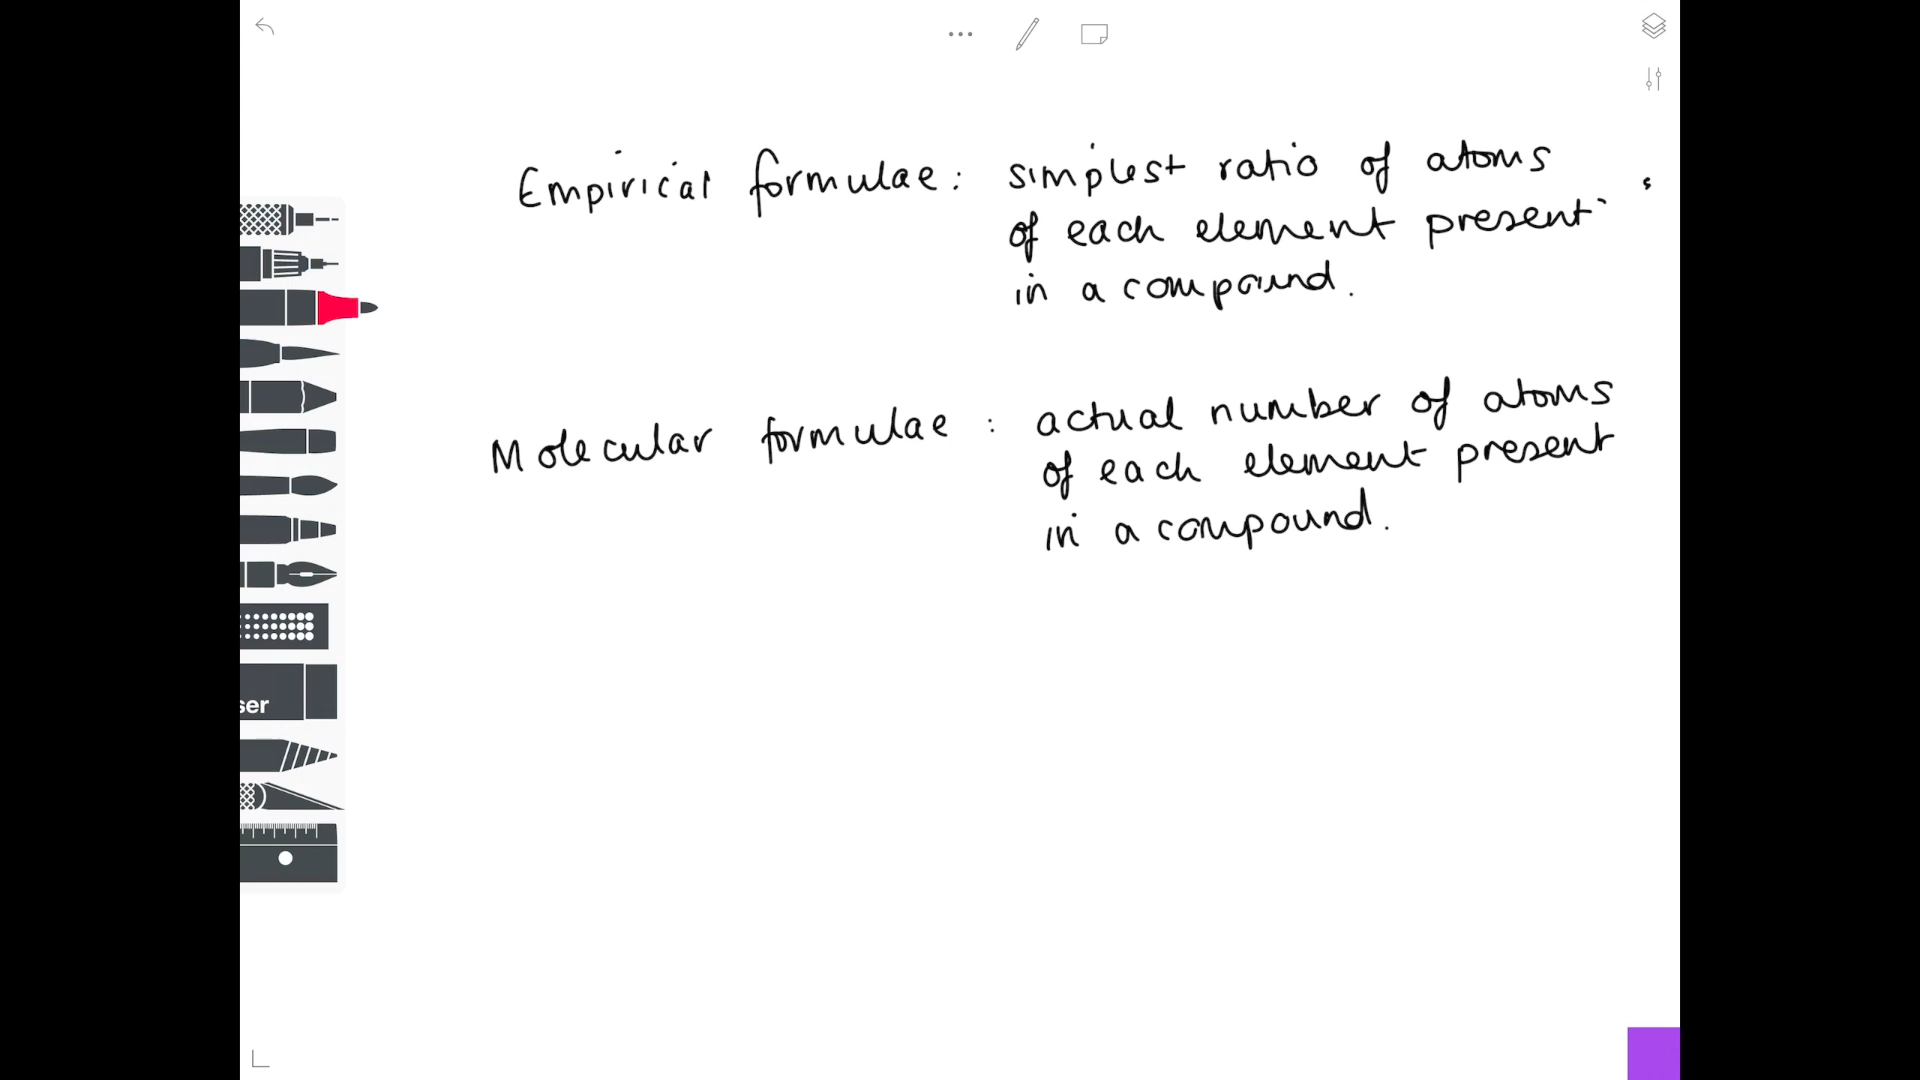 Empirical formulae: simplest ratio of atoms
of each element present
in a compound.
Molecular formulae : actual number of atoms
of each element present
in a compound.
ser